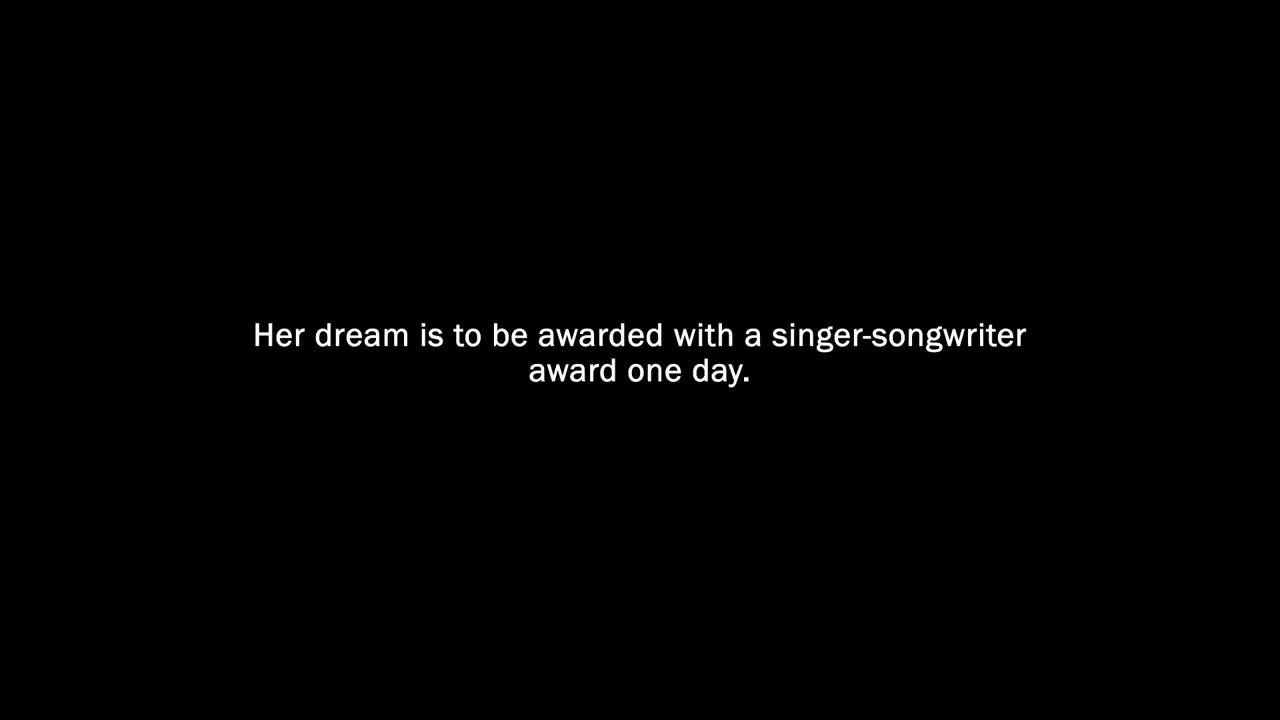 Her dream is to be awarded with a singer-songwriter
award one day.